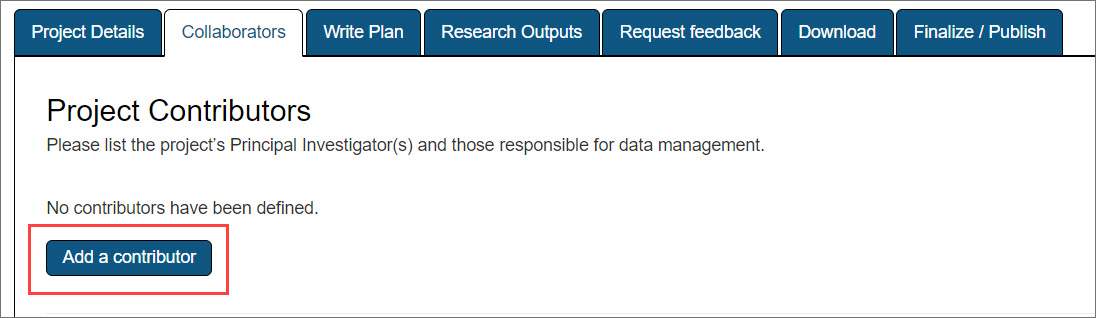 Project Details
Collaborators
Write Plan
Research Outputs
Request feedback
Download
Finalize / Publish
Project Contributors
Please list the project's Principal Investigator(s) and those responsible for data management.
No contributors have been defined.
Add a contributor